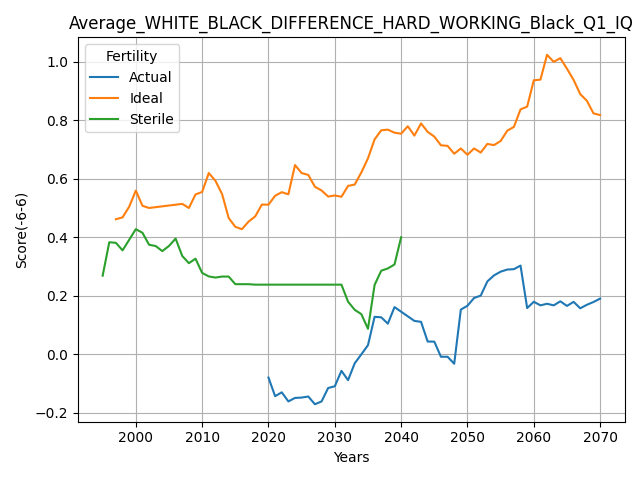 Average_WHITE_BLACK_DIFFERENCE_HARD_WORKING_Black_Q1_IQ
Fertility
Actual
Ideal
Sterile
Score(-6-6)
1.0
0.8
0.6
0.4
0.2
0.0
−0.2
2000 2010 2020 2030 2040 2050 2060 2070
Years